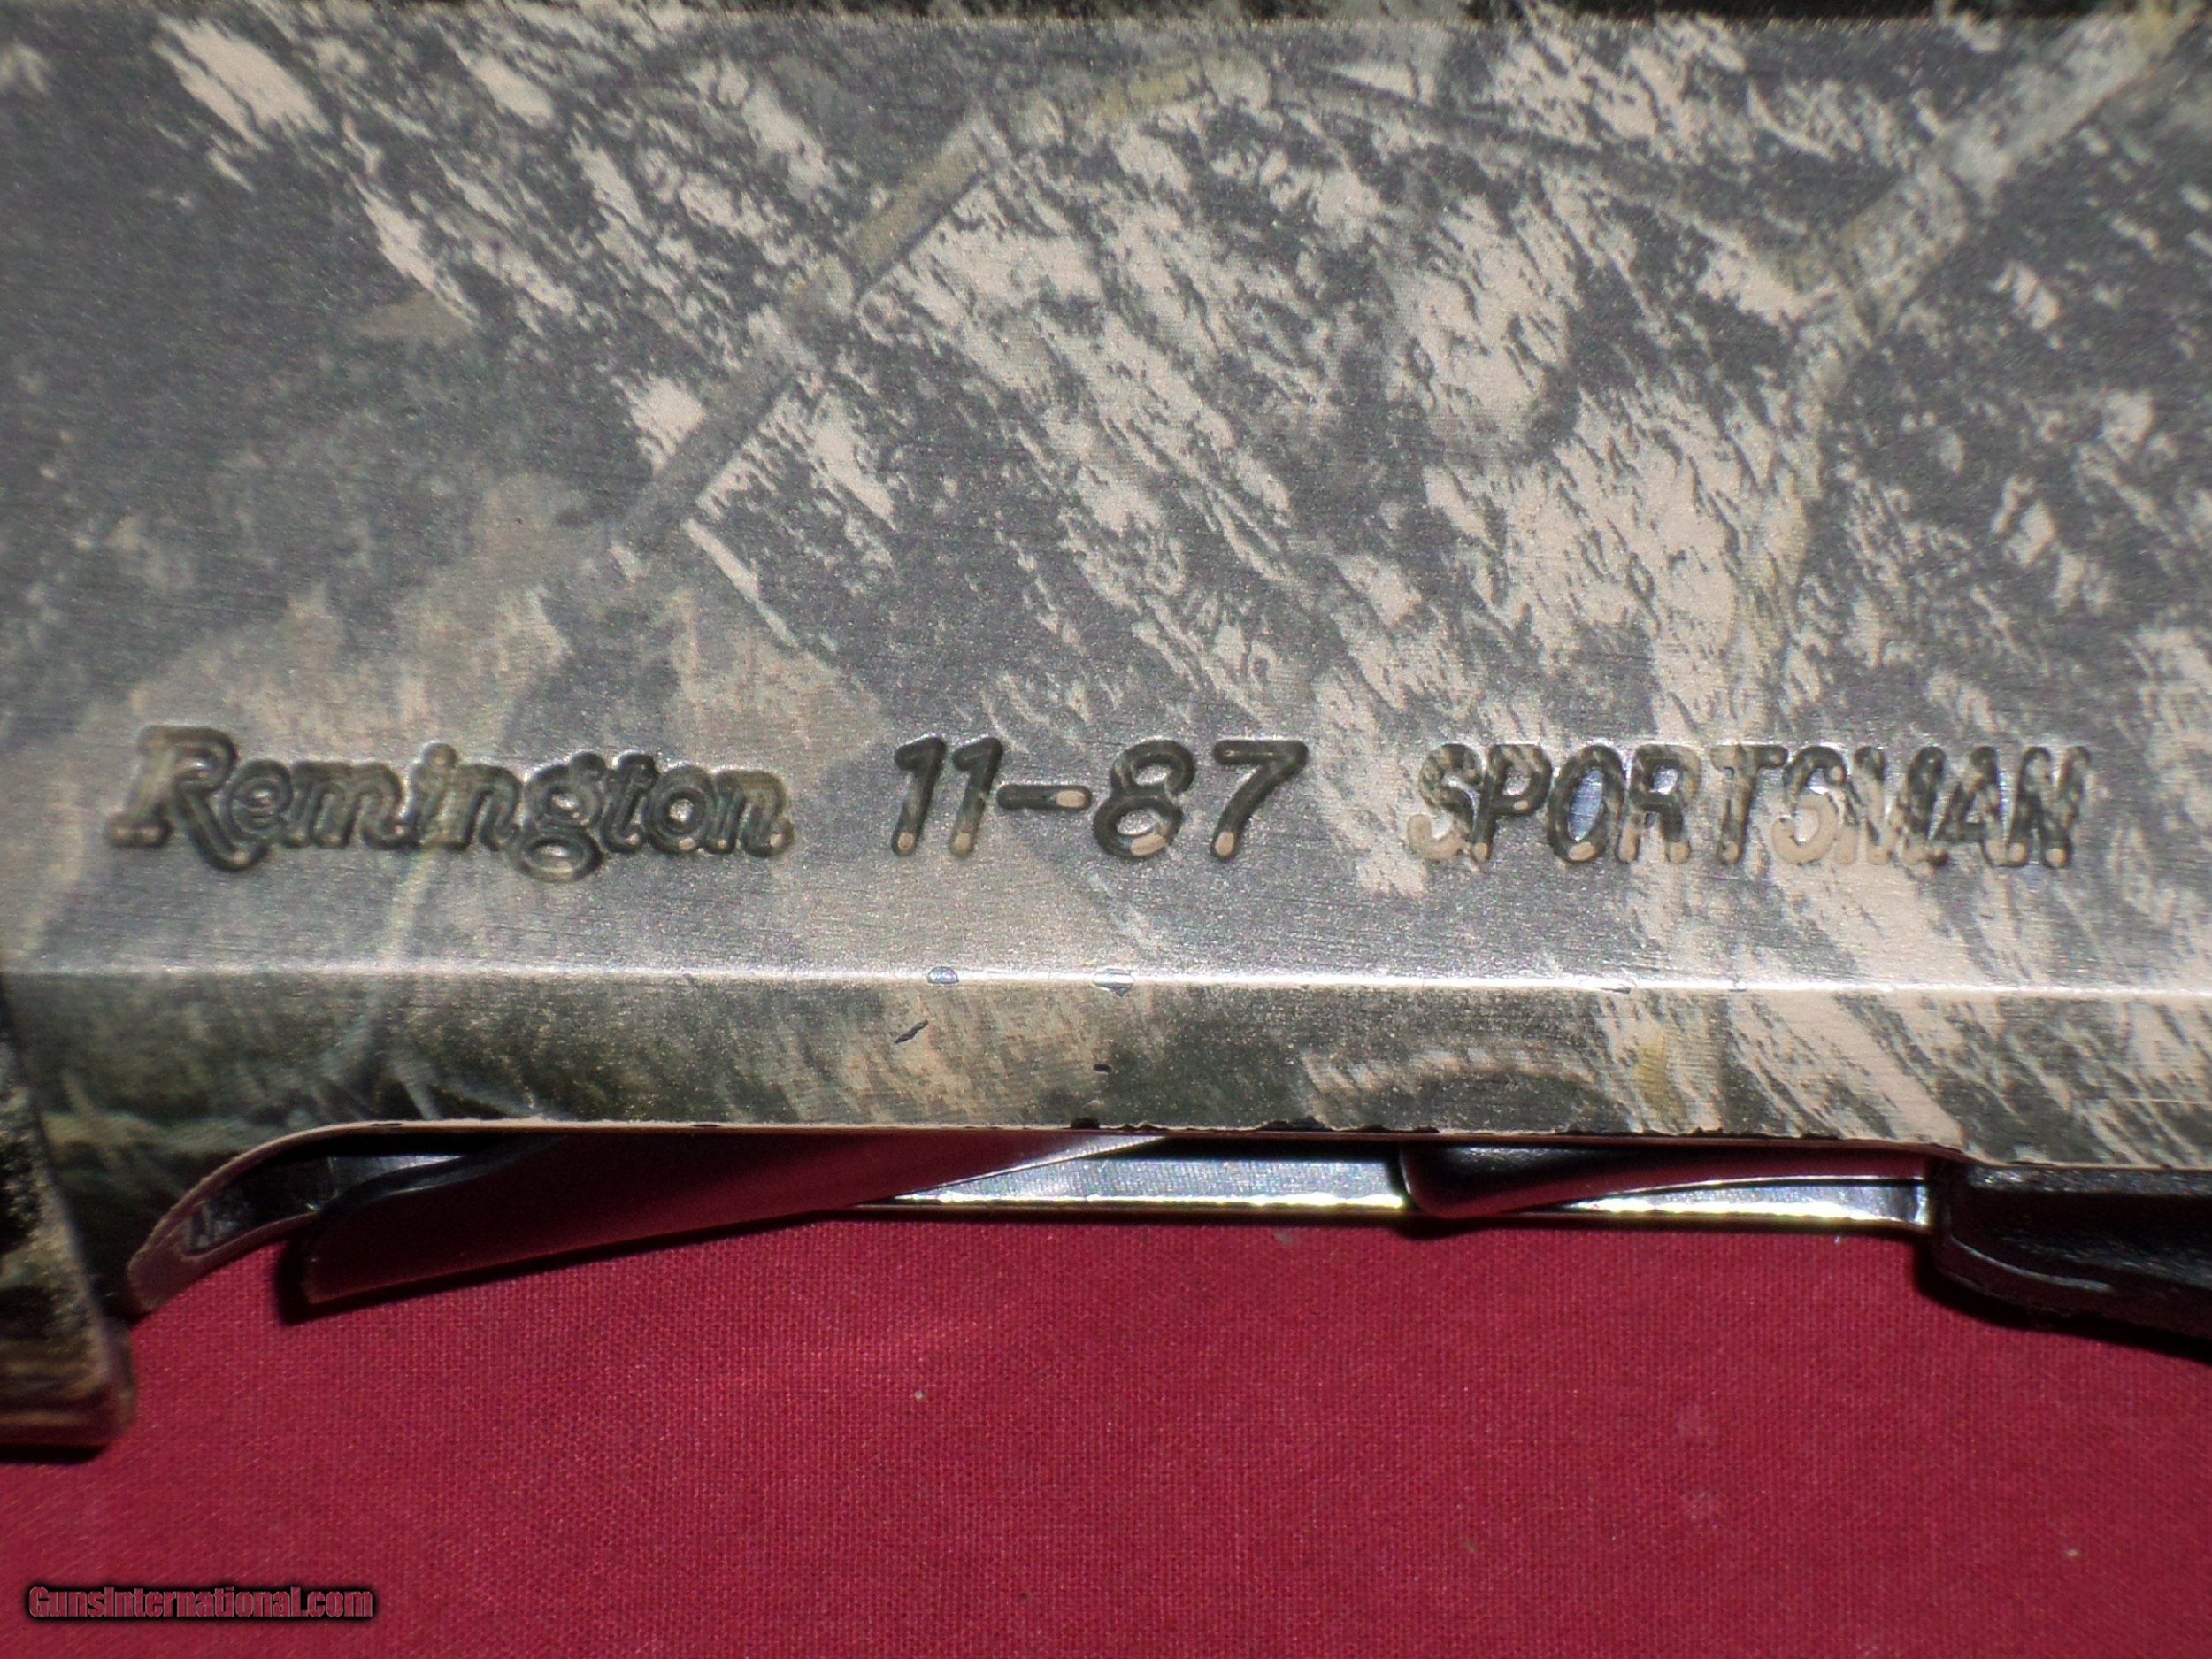 Remington 11-87 SPORTSMAN
GunsInternational.com